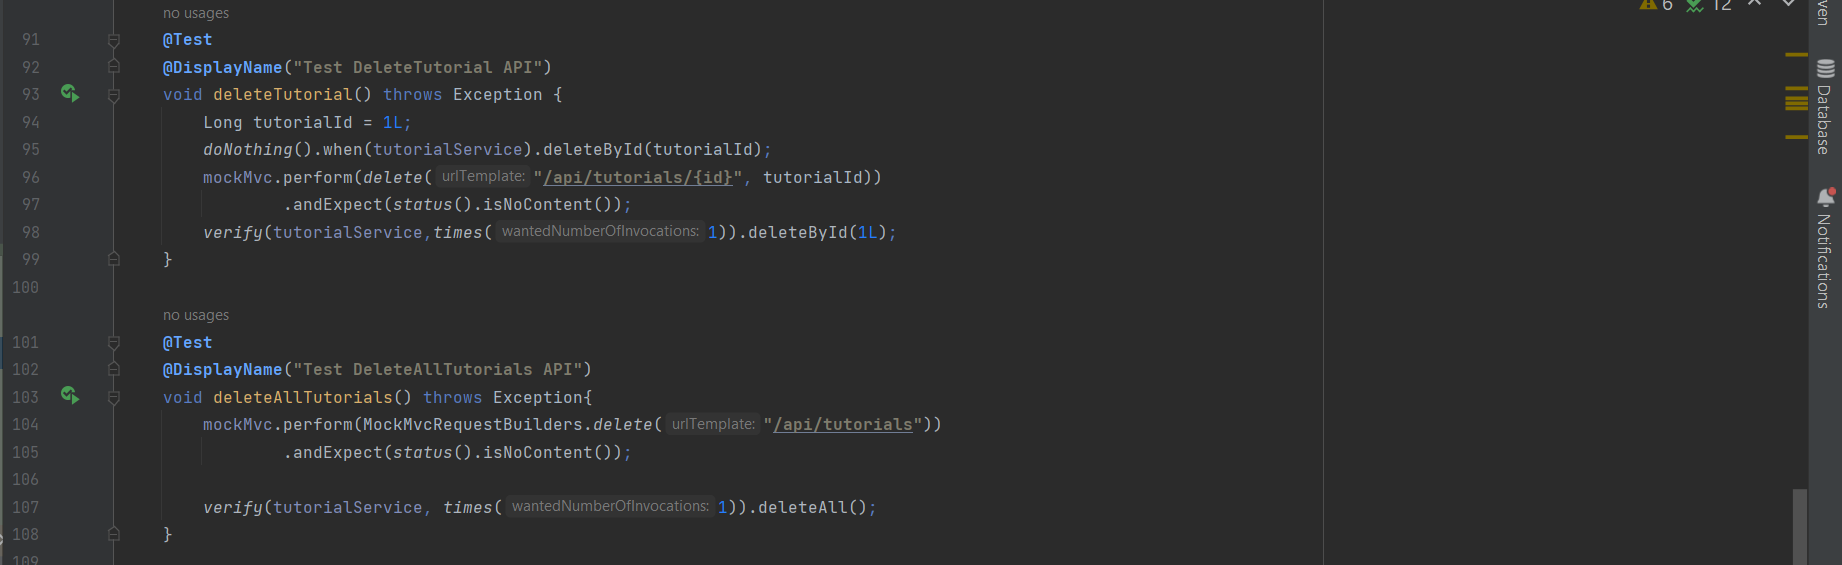 no usages
6 12
91 @Test
92 @DisplayName("Test DeleteTutorial API")
93 void deleteTutorial() throws Exception {
94 Long tutorialId = 1L;
95 doNothing().when(tutorialService).deleteById(tutorialId);
96 mockMvc.perform(delete( urlTemplate: "/api/tutorials/{id}", tutorialId))
97 .andExpect(status().isNoContent());
98 verify(tutorialService,times( wantedNumberOfInvocations: 1)).deleteById(1L);
99 }
100
no usages
101 @Test
102 @DisplayName("Test DeleteAllTutorials API")
103 void deleteAllTutorials() throws Exception{
104 mockMvc.perform(MockMvcRequestBuilders.delete( urlTemplate: "/api/tutorials"))
105 .andExpect(status().isNoContent());
106
107 verify(tutorialService, times( wantedNumberOfInvocations: 1)).deleteAll();
108 }
109
ven
Database
Notifications